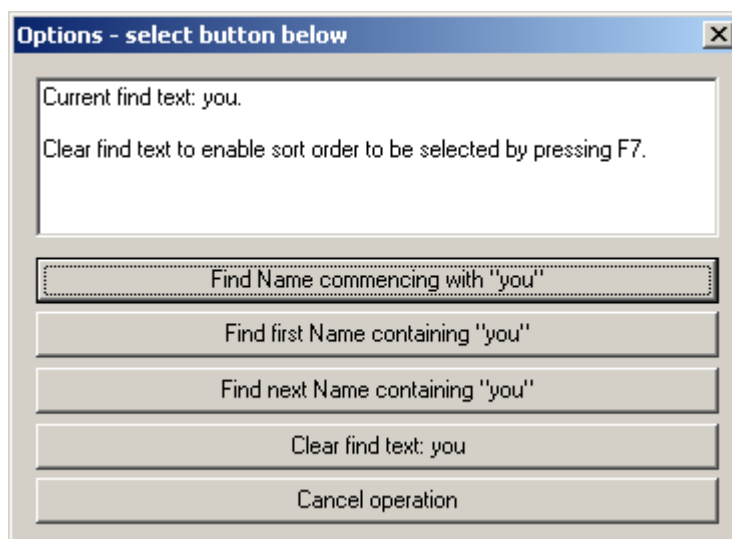 Options - select button below
Current find text: you.
Clear find text to enable sort order to be selected by pressing F7.
Find Name commencing with "you"
Find first Name containing "you"
Find next Name containing "you"
Clear find text: you
Cancel operation